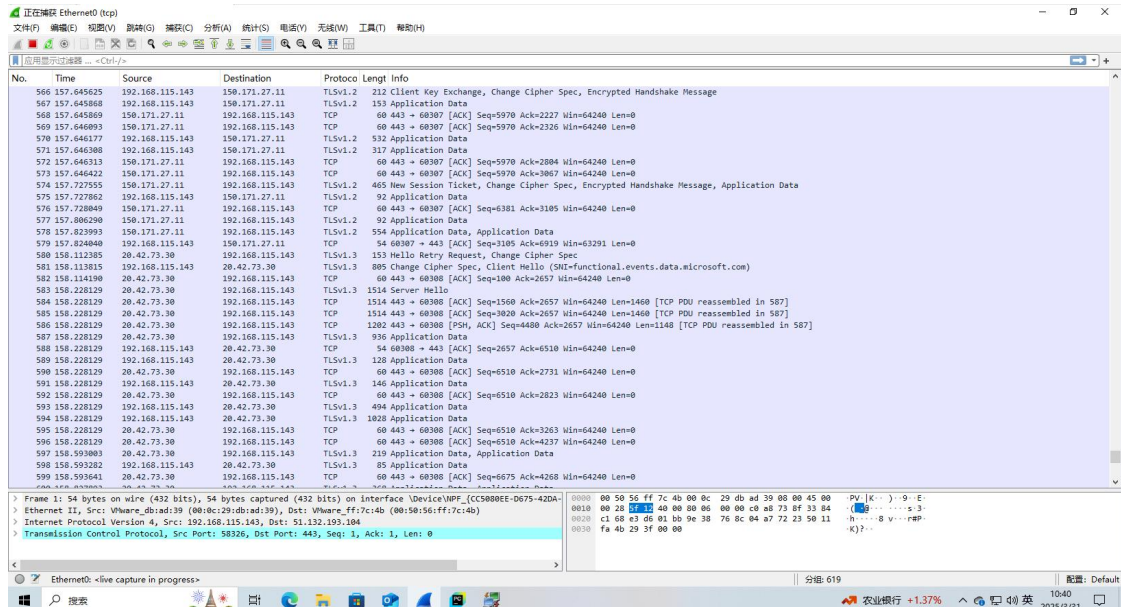 正在捕获 Ethernet0 (tcp)
文件(F) 编辑(E) 视图(V) 跳转(G) 捕获(C) 分析(A) 统计(S) 电话(Y) 无线(W) 工具(T) 帮助(H)
应用显示过滤器 … <Ctrl-/>
No. Time Source Destination Protocc Lengt Info
566 157.645625 192.168.115.143 150.171.27.11 TLSv1.2 212 Client Key Exchange, Change Cipher Spec, Encrypted Handshake Message
567 157.645868 192.168.115.143 150.171.27.11 TLSv1.2 153 Application Data
568 157.645869 150.171.27.11 192.168.115.143 TCP 60 443 → 60307 [ACK] Seq=5970 Ack=2227 Win=64240 Len=0
569 157.646093 150.171.27.11 192.168.115.143 TCP 60 443 → 60307 [ACK] Seq=5970 Ack=2326 Win=64240 Len=0
570 157.646177 192.168.115.143 150.171.27.11 TLSv1.2 532 Application Data
571 157.646308 192.168.115.143 150.171.27.11 TLSv1.2 317 Application Data
572 157.646313 150.171.27.11 192.168.115.143 TCP 60 443 → 60307 [ACK] Seq=5970 Ack=2804 Win=64240 Len=0
573 157.646422 150.171.27.11 192.168.115.143 TCP 60 443 → 60307 [ACK] Seq=5970 Ack=3067 Win=64240 Len=0
574 157.727555 150.171.27.11 192.168.115.143 TLSv1.2 465 New Session Ticket, Change Cipher Spec, Encrypted Handshake Message, Application Data
575 157.727862 192.168.115.143 150.171.27.11 TLSv1.2 92 Application Data
576 157.728049 150.171.27.11 192.168.115.143 TCP 60 443 → 60307 [ACK] Seq=6381 Ack=3105 Win=64240 Len=0
577 157.806290 150.171.27.11 192.168.115.143 TLSv1.2 92 Application Data
578 157.823993 150.171.27.11 192.168.115.143 TLSv1.2 554 Application Data, Application Data
579 157.824040 192.168.115.143 150.171.27.11 TCP 54 60307 → 443 [ACK] Seq=3105 Ack=6919 Win=63291 Len=0
580 158.112385 20.42.73.30 192.168.115.143 TLSv1.3 153 Hello Retry Request, Change Cipher Spec
581 158.113815 192.168.115.143 20.42.73.30 TLSv1.3 805 Change Cipher Spec, Client Hello (SNI=functional.events.data.microsoft.com)
582 158.114190 20.42.73.30 192.168.115.143 TCP 60 443 → 60308 [ACK] Seq=100 Ack=2657 Win=64240 Len=0
583 158.228129 20.42.73.30 192.168.115.143 TLSv1.3 1514 Server Hello
584 158.228129 20.42.73.30 192.168.115.143 TCP 1514 443 → 60308 [ACK] Seq=1560 Ack=2657 Win=64240 Len=1460 [TCP PDU reassembled in 587]
585 158.228129 20.42.73.30 192.168.115.143 TCP 1514 443 → 60308 [ACK] Seq=3020 Ack=2657 Win=64240 Len=1460 [TCP PDU reassembled in 587]
586 158.228129 20.42.73.30 192.168.115.143 TCP 1202 443 → 60308 [PSH, ACK] Seq=4480 Ack=2657 Win=64240 Len=1148 [TCP PDU reassembled in 587]
587 158.228129 20.42.73.30 192.168.115.143 TLSv1.3 936 Application Data
588 158.228129 192.168.115.143 20.42.73.30 TCP 54 60308 → 443 [ACK] Seq=2657 Ack=6510 Win=64240 Len=0
589 158.228129 192.168.115.143 20.42.73.30 TLSv1.3 128 Application Data
590 158.228129 20.42.73.30 192.168.115.143 TCP 60 443 → 60308 [ACK] Seq=6510 Ack=2731 Win=64240 Len=0
591 158.228129 192.168.115.143 20.42.73.30 TLSv1.3 146 Application Data
592 158.228129 20.42.73.30 192.168.115.143 TCP 60 443 → 60308 [ACK] Seq=6510 Ack=2823 Win=64240 Len=0
593 158.228129 192.168.115.143 20.42.73.30 TLSv1.3 494 Application Data
594 158.228129 192.168.115.143 20.42.73.30 TLSv1.3 1028 Application Data
595 158.228129 20.42.73.30 192.168.115.143 TCP 60 443 → 60308 [ACK] Seq=6510 Ack=3263 Win=64240 Len=0
596 158.228129 20.42.73.30 192.168.115.143 TCP 60 443 → 60308 [ACK] Seq=6510 Ack=4237 Win=64240 Len=0
597 158.593003 20.42.73.30 192.168.115.143 TLSv1.3 219 Application Data, Application Data
598 158.593282 192.168.115.143 20.42.73.30 TLSv1.3 85 Application Data
599 158.593641 20.42.73.30 192.168.115.143 TCP 60 443 → 60308 [ACK] Seq=6675 Ack=4268 Win=64240 Len=0
Frame 1: 54 bytes on wire (432 bits), 54 bytes captured (432 bits) on interface \Device\NPF_{CC5080EE-D675-42DA-
Ethernet II, Src: VMware_db:ad:39 (00:0c:29:db:ad:39), Dst: VMware_ff:7c:4b (00:50:56:ff:7c:4b)
Internet Protocol Version 4, Src: 192.168.115.143, Dst: 51.132.193.104
Transmission Control Protocol, Src Port: 58326, Dst Port: 443, Seq: 1, Ack: 1, Len: 0
0000 00 50 56 ff 7c 4b 00 0c 29 db ad 39 08 00 45 00 ·PV·|K·· )··9··E·
0010 00 28 5f 12 40 00 80 06 00 00 c0 a8 73 8f 33 84 ·(_·@··· ····s·3·
0020 c1 68 e3 d6 01 bb 9e 38 76 8c 04 a7 72 23 50 11 ·h·····8 v···r#P·
0030 fa 4b 29 3f 00 00 ·K)?··
Ethernet0: <live capture in progress> 分组: 619 配置: Default
搜索 农业银行 +1.37% 英 10:40
2025/3/31